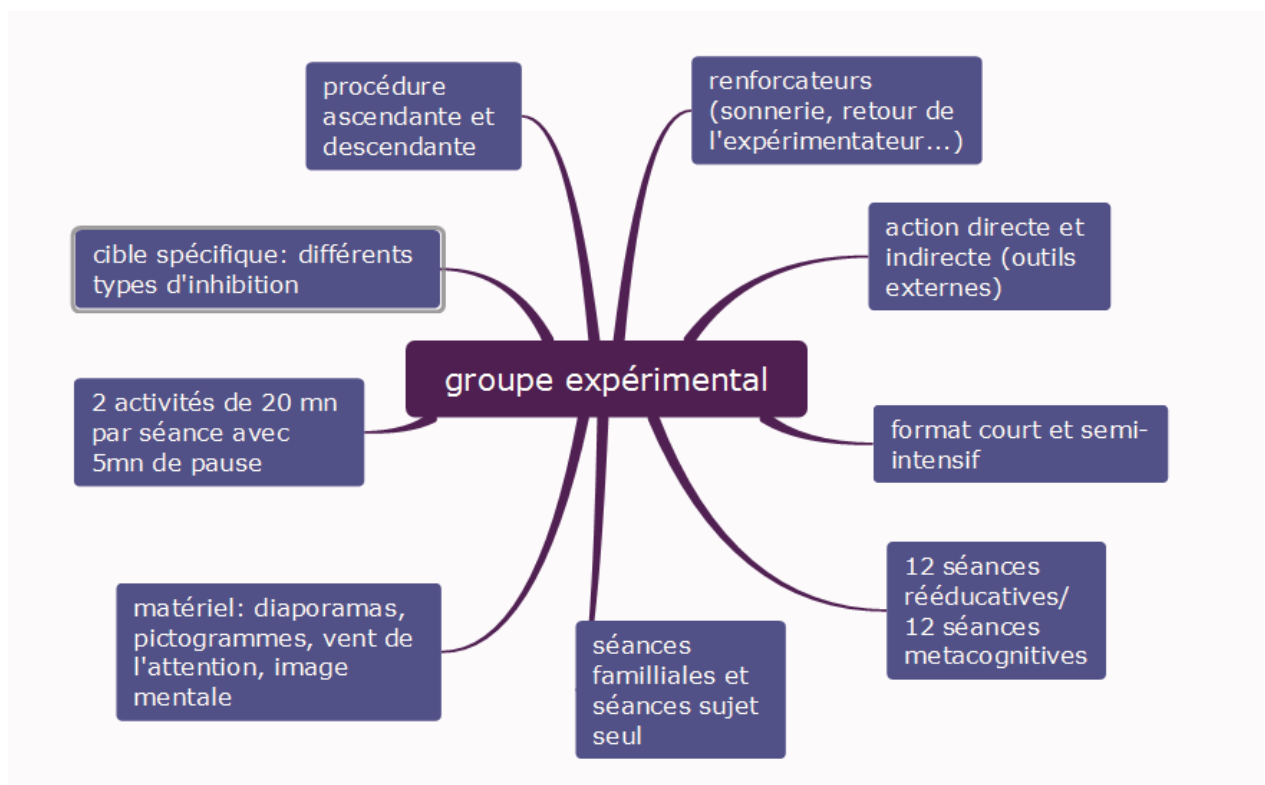 procédure
ascendante et
descendante
renforcateurs
(sonnerie, retour de
l'expérimentateur...)
cible spécifique: différents
types d'inhibition
action directe et
indirecte (outils
externes)
groupe expérimental
2 activités de 20 mn
par séance avec
5mn de pause
format court et semi-
intensif
matériel: diaporamas,
pictogrammes, vent de
l'attention, image
mentale
séances
familliales et
séances sujet
seul
12 séances
rééducatives/
12 séances
metacognitives